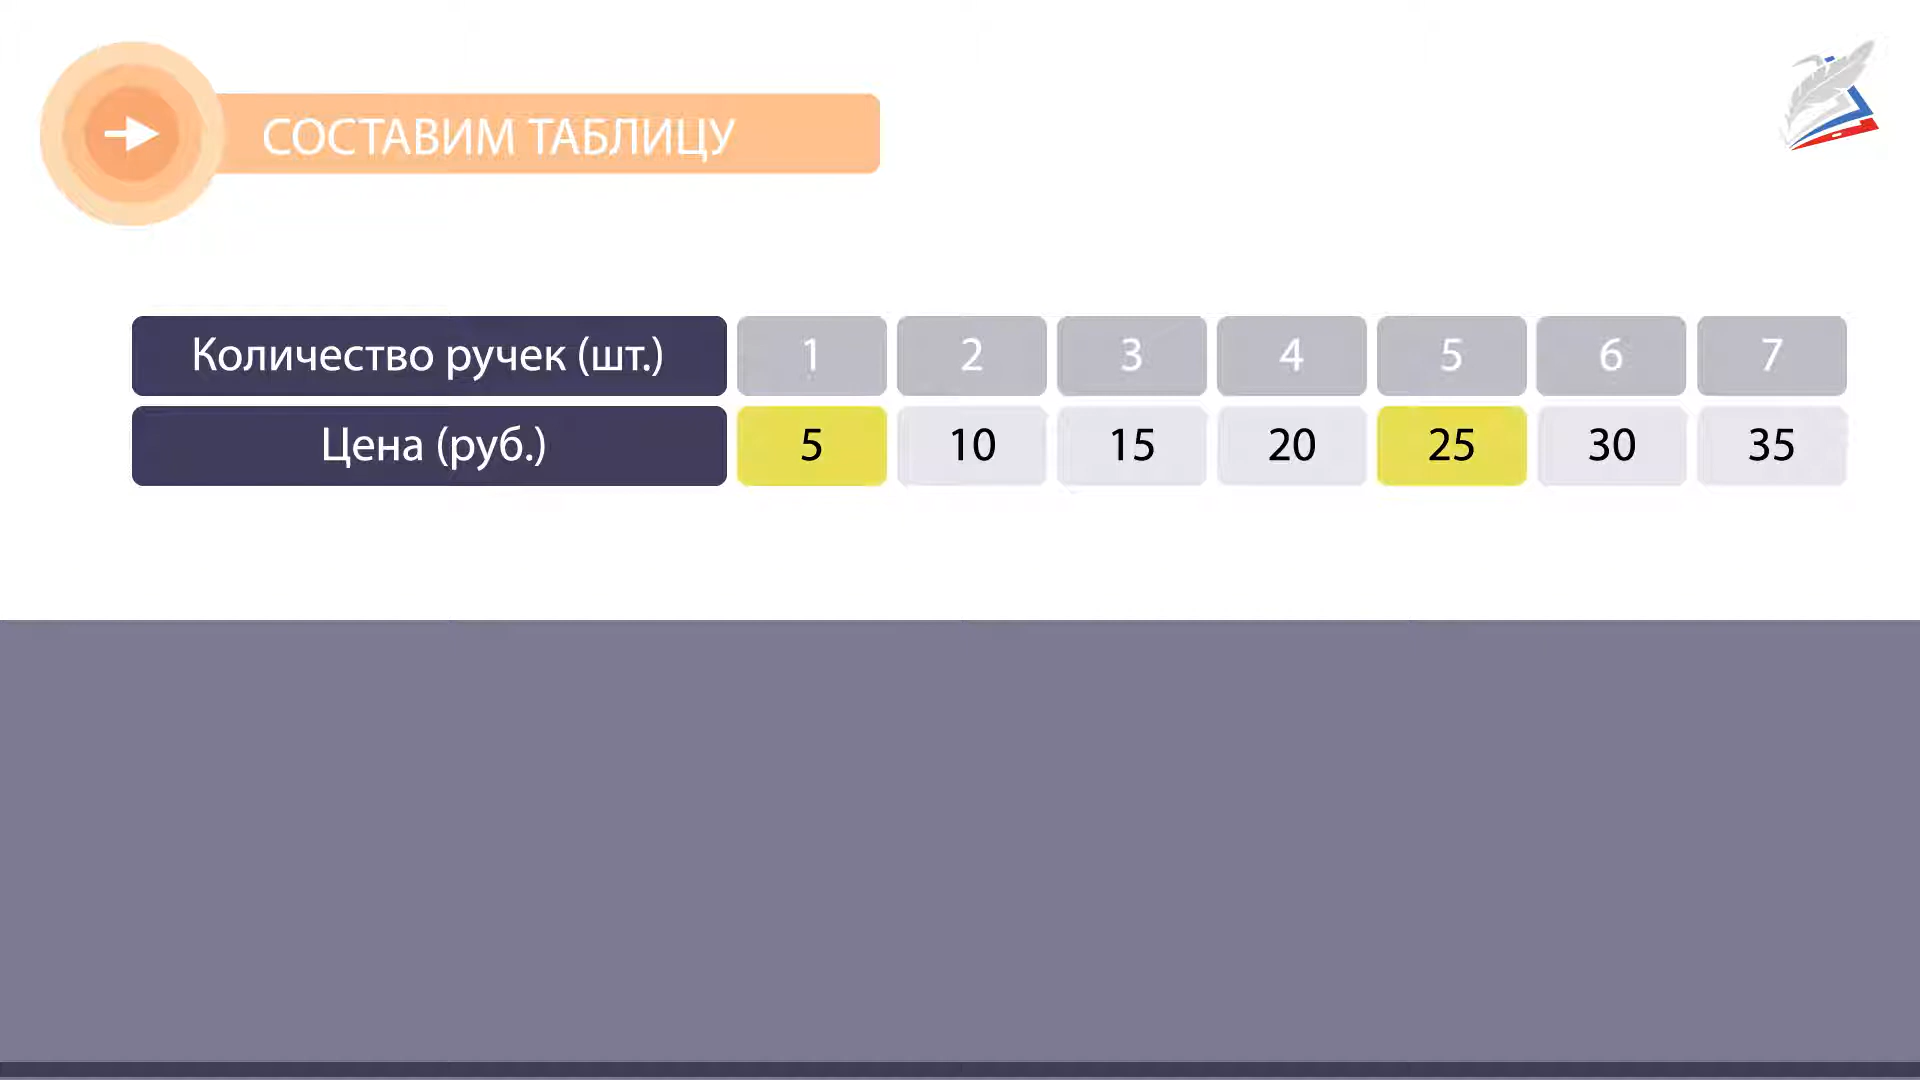 СОСТАВИМ ТАБЛИЦУ
Количество ручек (шт.) 1 2 3 4 5 6 7
Цена (руб.) 5 10 15 20 25 30 35